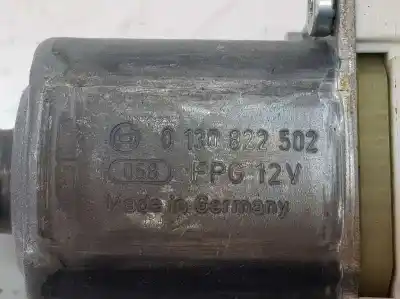 0 130 822 502
058 FPG 12V
Made in Germany